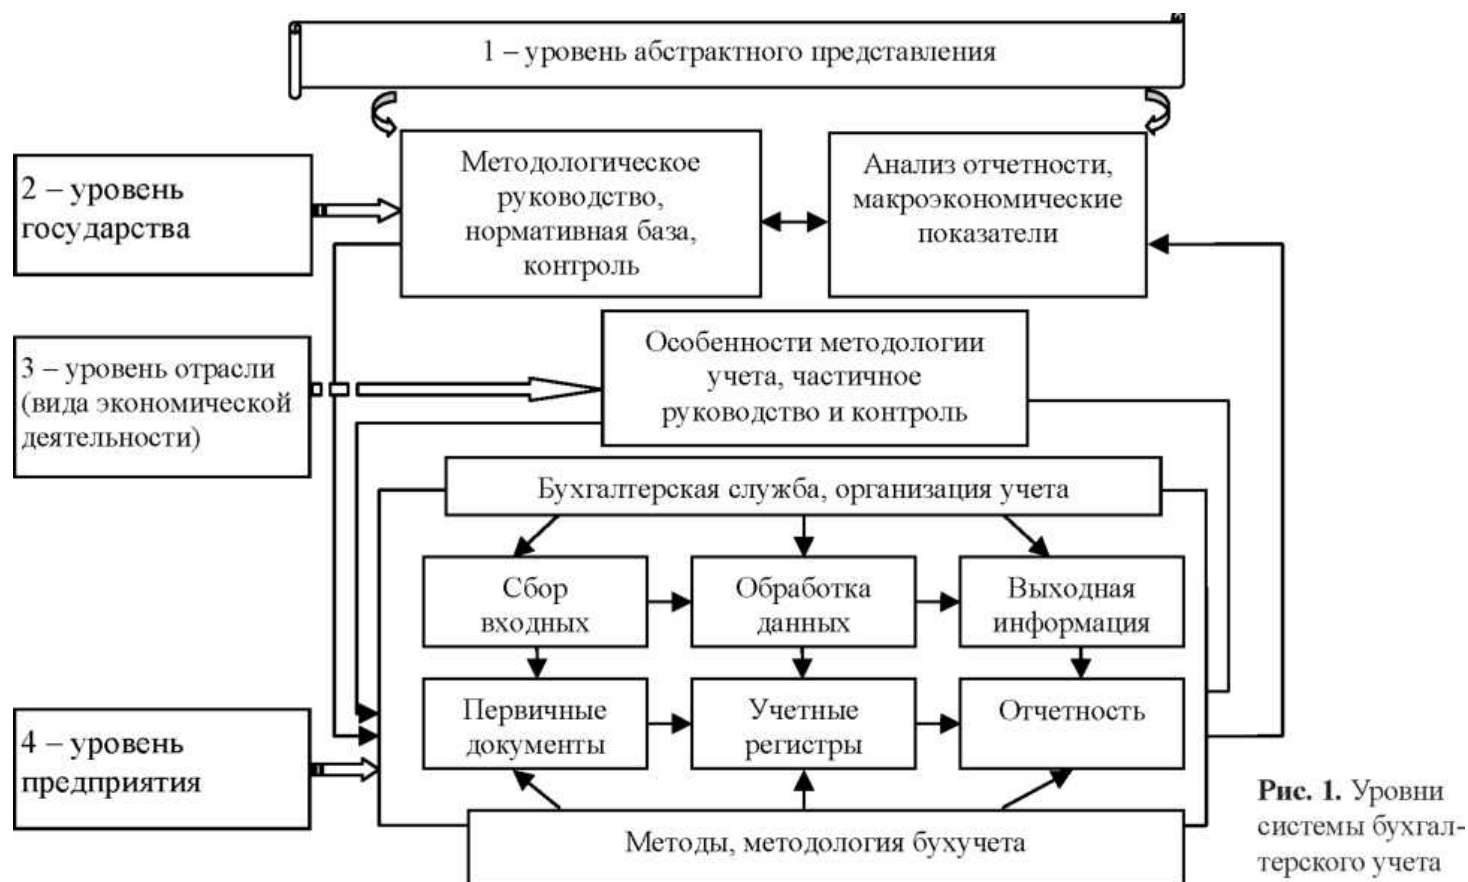 1 – уровень абстрактного представления
2 – уровень
государства
Методологическое
руководство,
нормативная база,
контроль
Анализ отчетности,
макроэкономические
показатели
3 – уровень отрасли
(вида экономической
деятельности)
Особенности методологии
учета, частичное
руководство и контроль
Бухгалтерская служба, организация учета
Сбор
входных
Обработка
данных
Выходная
информация
Первичные
документы
Учетные
регистры
Отчетность
4 – уровень
предприятия
Методы, методология бухучета
Рис. 1. Уровни
системы бухгал-
терского учета